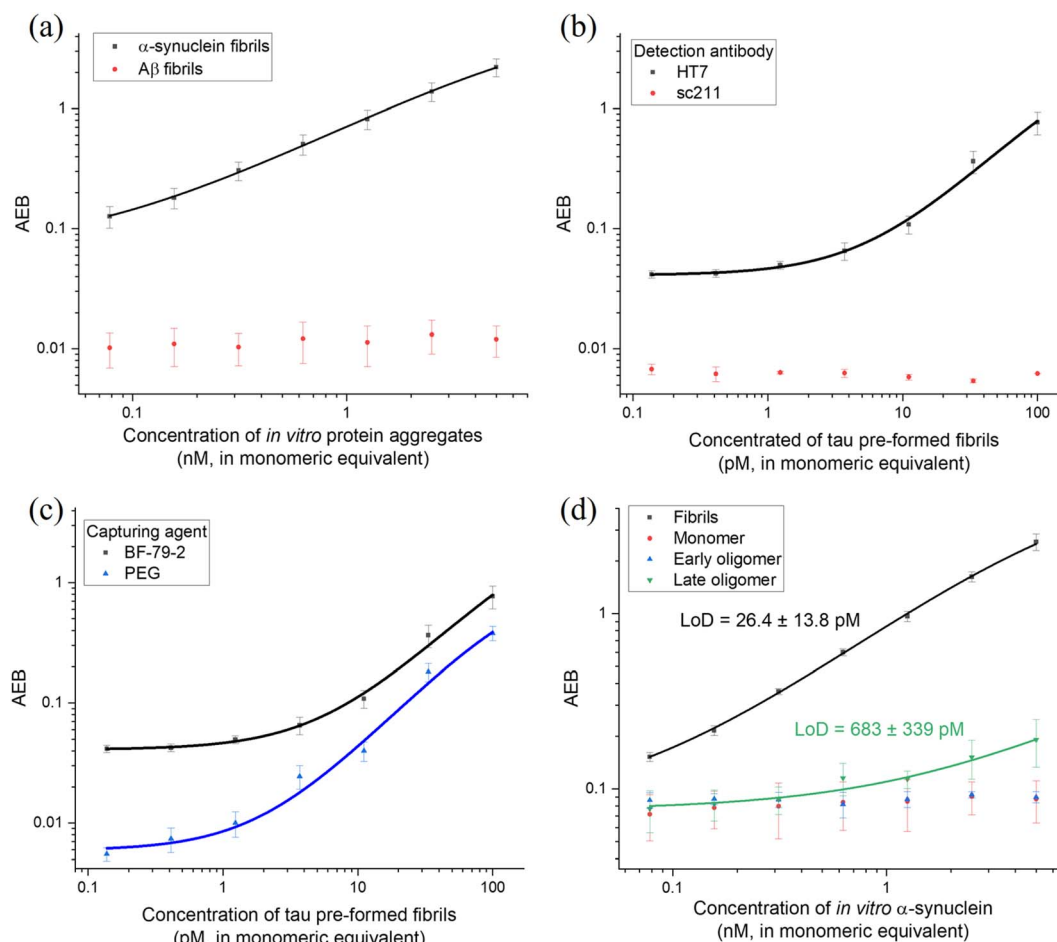 (a)
α-synuclein fibrils
Aβ fibrils
1
0.1
0.01
AEB
0.1
1
Concentration of in vitro protein aggregates
(nM, in monomeric equivalent)
(b)
Detection antibody
HT7
sc211
1
0.1
0.01
AEB
0.1
1
10
100
Concentrated of tau pre-formed fibrils
(pM, in monomeric equivalent)
(c)
Capturing agent
BF-79-2
PEG
1
0.1
0.01
AEB
0.1
1
10
100
Concentration of tau pre-formed fibrils
(pM, in monomeric equivalent)
(d)
Fibrils
Monomer
Early oligomer
Late oligomer
LoD = 26.4 ± 13.8 pM
LoD = 683 ± 339 pM
1
0.1
AEB
0.1
1
Concentration of in vitro α-synuclein
(nM, in monomeric equivalent)